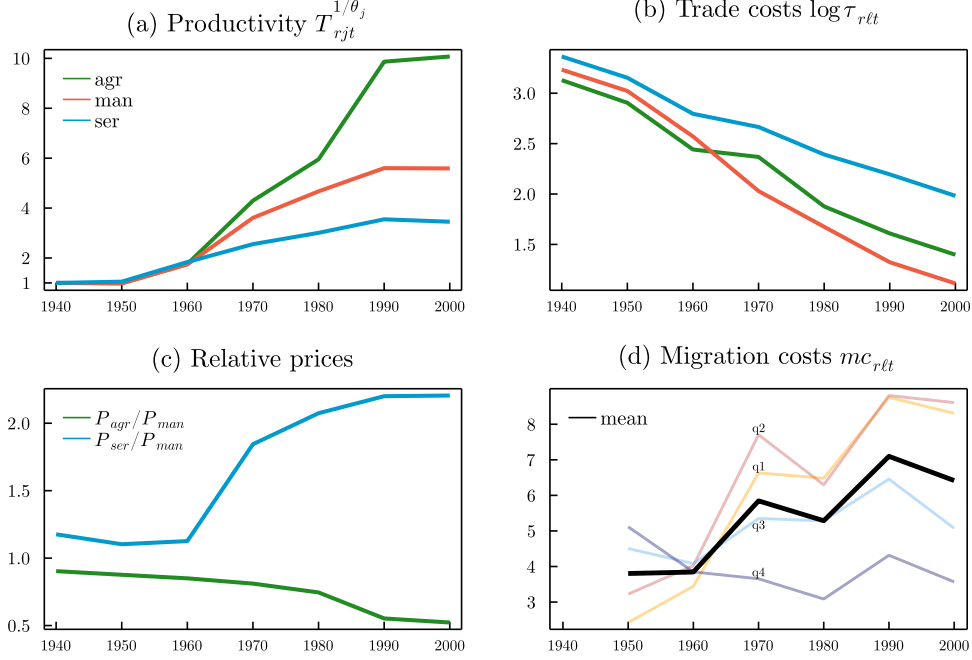 (a) Productivity T_{rjt}^{1/θ_j}
10
8
6
4
2
1
agr
man
ser
1940 1950 1960 1970 1980 1990 2000
(b) Trade costs log τ_{rℓt}
3.0
2.5
2.0
1.5
1940 1950 1960 1970 1980 1990 2000
(c) Relative prices
2.0
1.5
1.0
0.5
P_{agr}/P_{man}
P_{ser}/P_{man}
1940 1950 1960 1970 1980 1990 2000
(d) Migration costs mc_{rℓt}
8
7
6
5
4
3
mean
q2
q1
q3
q4
1940 1950 1960 1970 1980 1990 2000